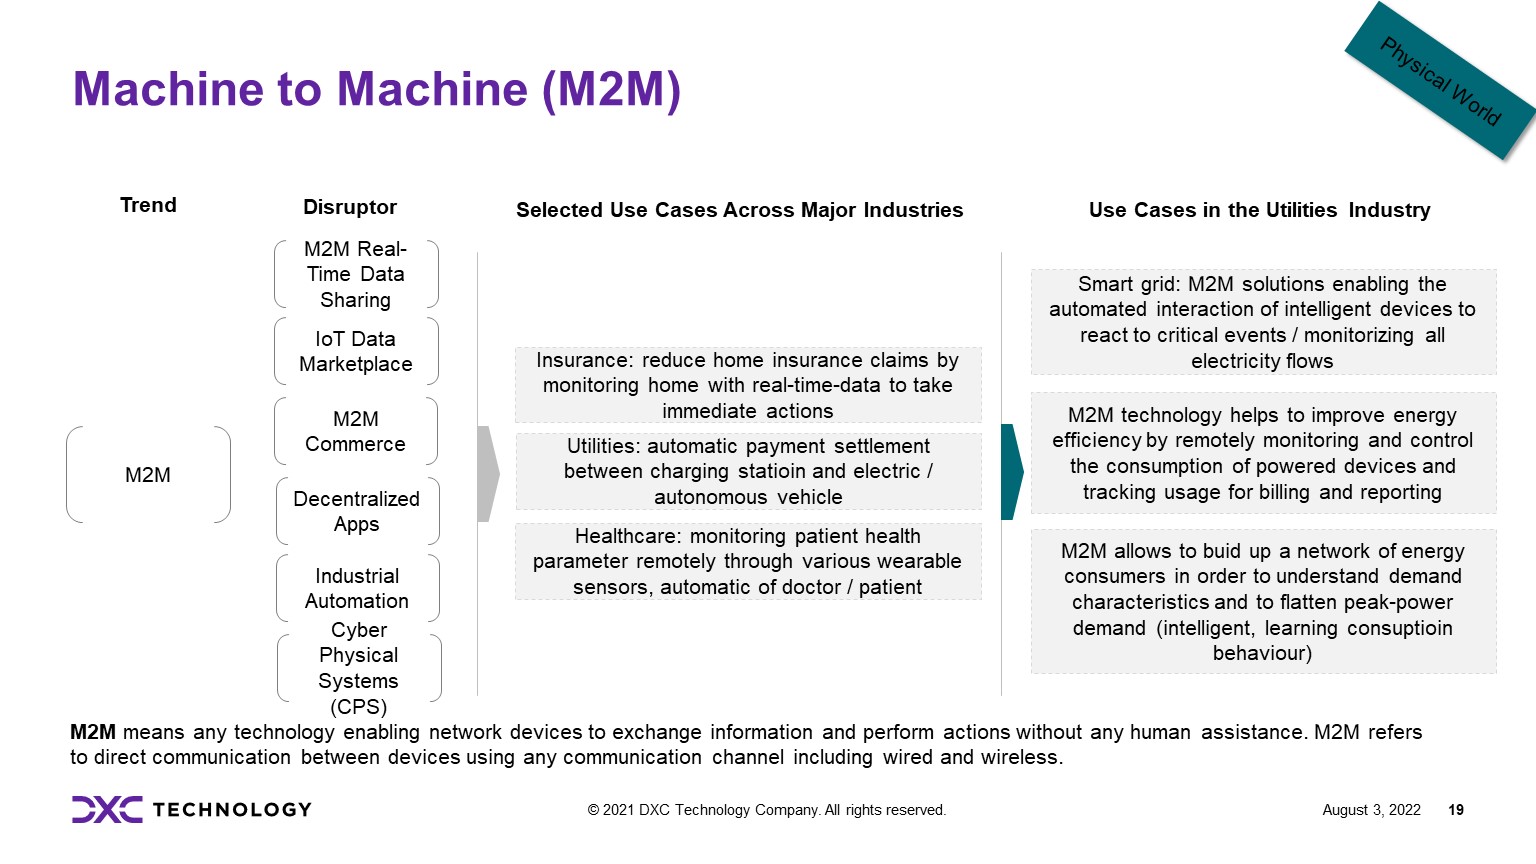 Physical World
Machine to Machine (M2M)
Trend
Disruptor
Selected Use Cases Across Major Industries
Use Cases in the Utilities Industry
M2M
M2M Real-
Time Data
Sharing
IoT Data
Marketplace
M2M
Commerce
Decentralized
Apps
Industrial
Automation
Cyber
Physical
Systems
(CPS)
Insurance: reduce home insurance claims by
monitoring home with real-time-data to take
immediate actions
Utilities: automatic payment settlement
between charging statioin and electric /
autonomous vehicle
Healthcare: monitoring patient health
parameter remotely through various wearable
sensors, automatic of doctor / patient
Smart grid: M2M solutions enabling the
automated interaction of intelligent devices to
react to critical events / monitorizing all
electricity flows
M2M technology helps to improve energy
efficiency by remotely monitoring and control
the consumption of powered devices and
tracking usage for billing and reporting
M2M allows to buid up a network of energy
consumers in order to understand demand
characteristics and to flatten peak-power
demand (intelligent, learning consuptioin
behaviour)
M2M means any technology enabling network devices to exchange information and perform actions without any human assistance. M2M refers
to direct communication between devices using any communication channel including wired and wireless.
DXC TECHNOLOGY
© 2021 DXC Technology Company. All rights reserved.
August 3, 2022 19